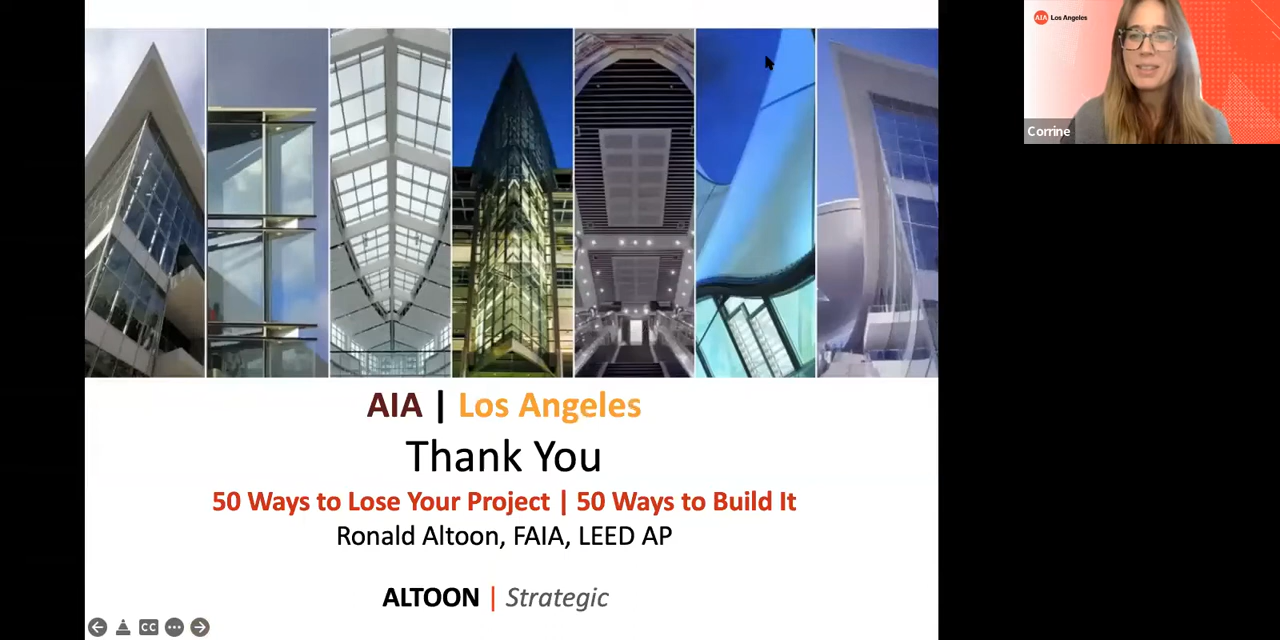 AIA | Los Angeles
Thank You
50 Ways to Lose Your Project | 50 Ways to Build It
Ronald Altoon, FAIA, LEED AP
ALTOON | Strategic
CC
AIA Los Angeles
Corrine